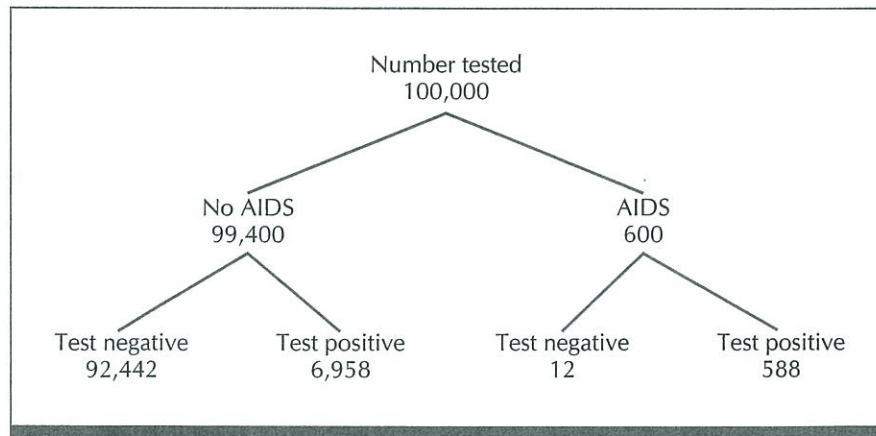 Number tested
100,000
No AIDS
99,400
AIDS
600
Test negative
92,442
Test positive
6,958
Test negative
12
Test positive
588